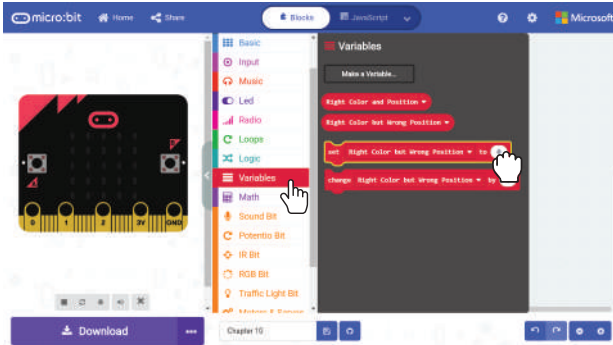 micro:bit
Home
Share
Blocks
JavaScript
Microsoft
Basic
Input
Music
Led
Radio
Loops
Logic
Variables
Math
Sound Bit
Potentio Bit
IR Bit
RGB Bit
Traffic Light Bit
Variables
Make a Variable...
Right Color and Position
Right Color but Wrong Position
set Right Color but Wrong Position to
change Right Color but Wrong Position by
0 1 2 3V GND
Download
Chapter 10